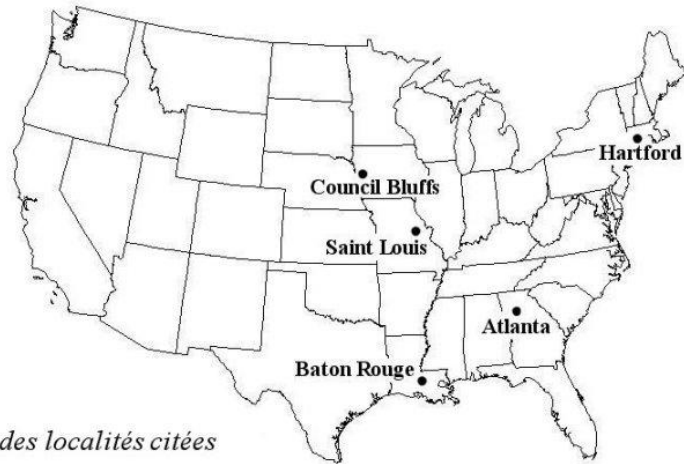 Hartford
Council Bluffs
Saint Louis
Atlanta
Baton Rouge
des localités citées